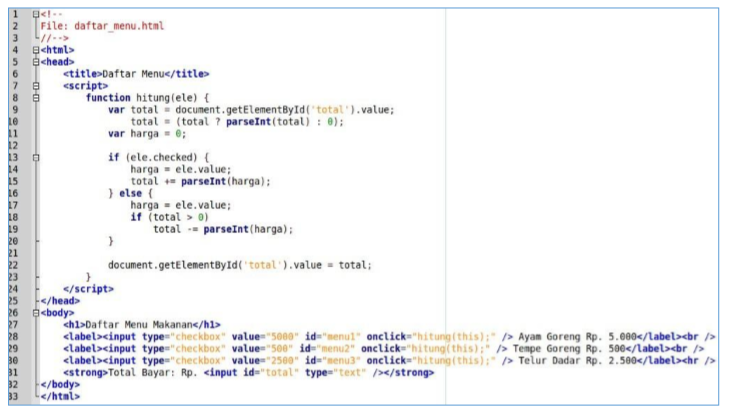 1 <!--
2 File: daftar_menu.html
3 //-->
4 <html>
5 <head>
6 <title>Daftar Menu</title>
7 <script>
8 function hitung(ele) {
9 var total = document.getElementById('total').value;
10 total = (total ? parseInt(total) : 0);
11 var harga = 0;
12
13 if (ele.checked) {
14 harga = ele.value;
15 total += parseInt(harga);
16 } else {
17 harga = ele.value;
18 if (total > 0)
19 total -= parseInt(harga);
20 }
21
22 document.getElementById('total').value = total;
23 }
24 </script>
25 </head>
26 <body>
27 <h1>Daftar Menu Makanan</h1>
28 <label><input type="checkbox" value="5000" id="menu1" onclick="hitung(this);" /> Ayam Goreng Rp. 5.000</label><br />
29 <label><input type="checkbox" value="500" id="menu2" onclick="hitung(this);" /> Tempe Goreng Rp. 500</label><br />
30 <label><input type="checkbox" value="2500" id="menu3" onclick="hitung(this);" /> Telur Dadar Rp. 2.500</label><hr />
31 <strong>Total Bayar: Rp. <input id="total" type="text" /></strong>
32 </body>
33 </html>